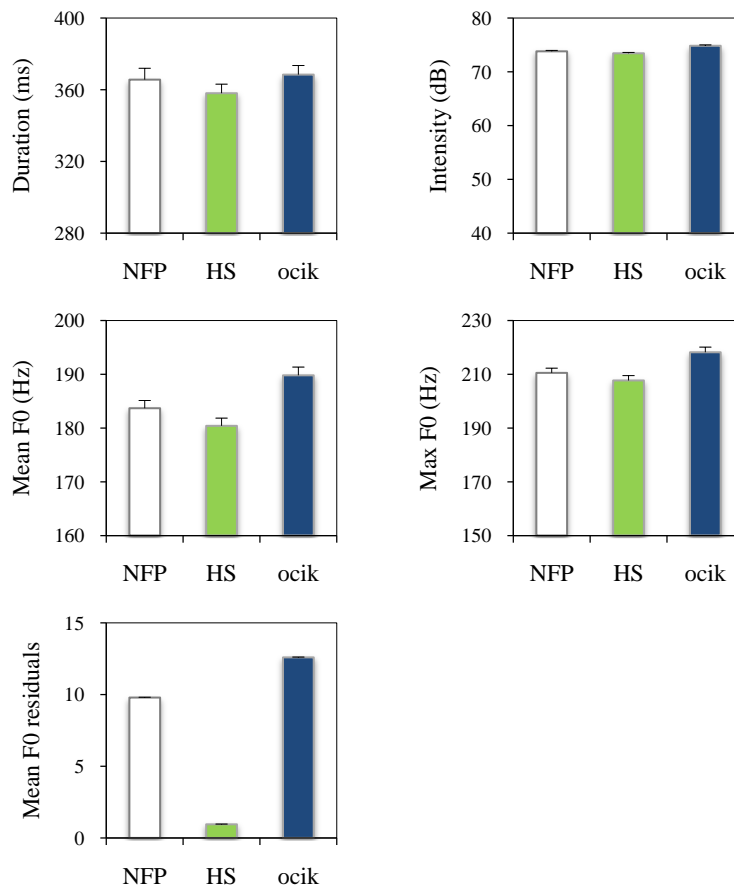 Duration (ms)
400
360
320
280
NFP
HS
ocik
Intensity (dB)
80
70
60
50
40
NFP
HS
ocik
Mean F0 (Hz)
200
190
180
170
160
NFP
HS
ocik
Max F0 (Hz)
230
210
190
170
150
NFP
HS
ocik
Mean F0 residuals
15
10
5
0
NFP
HS
ocik